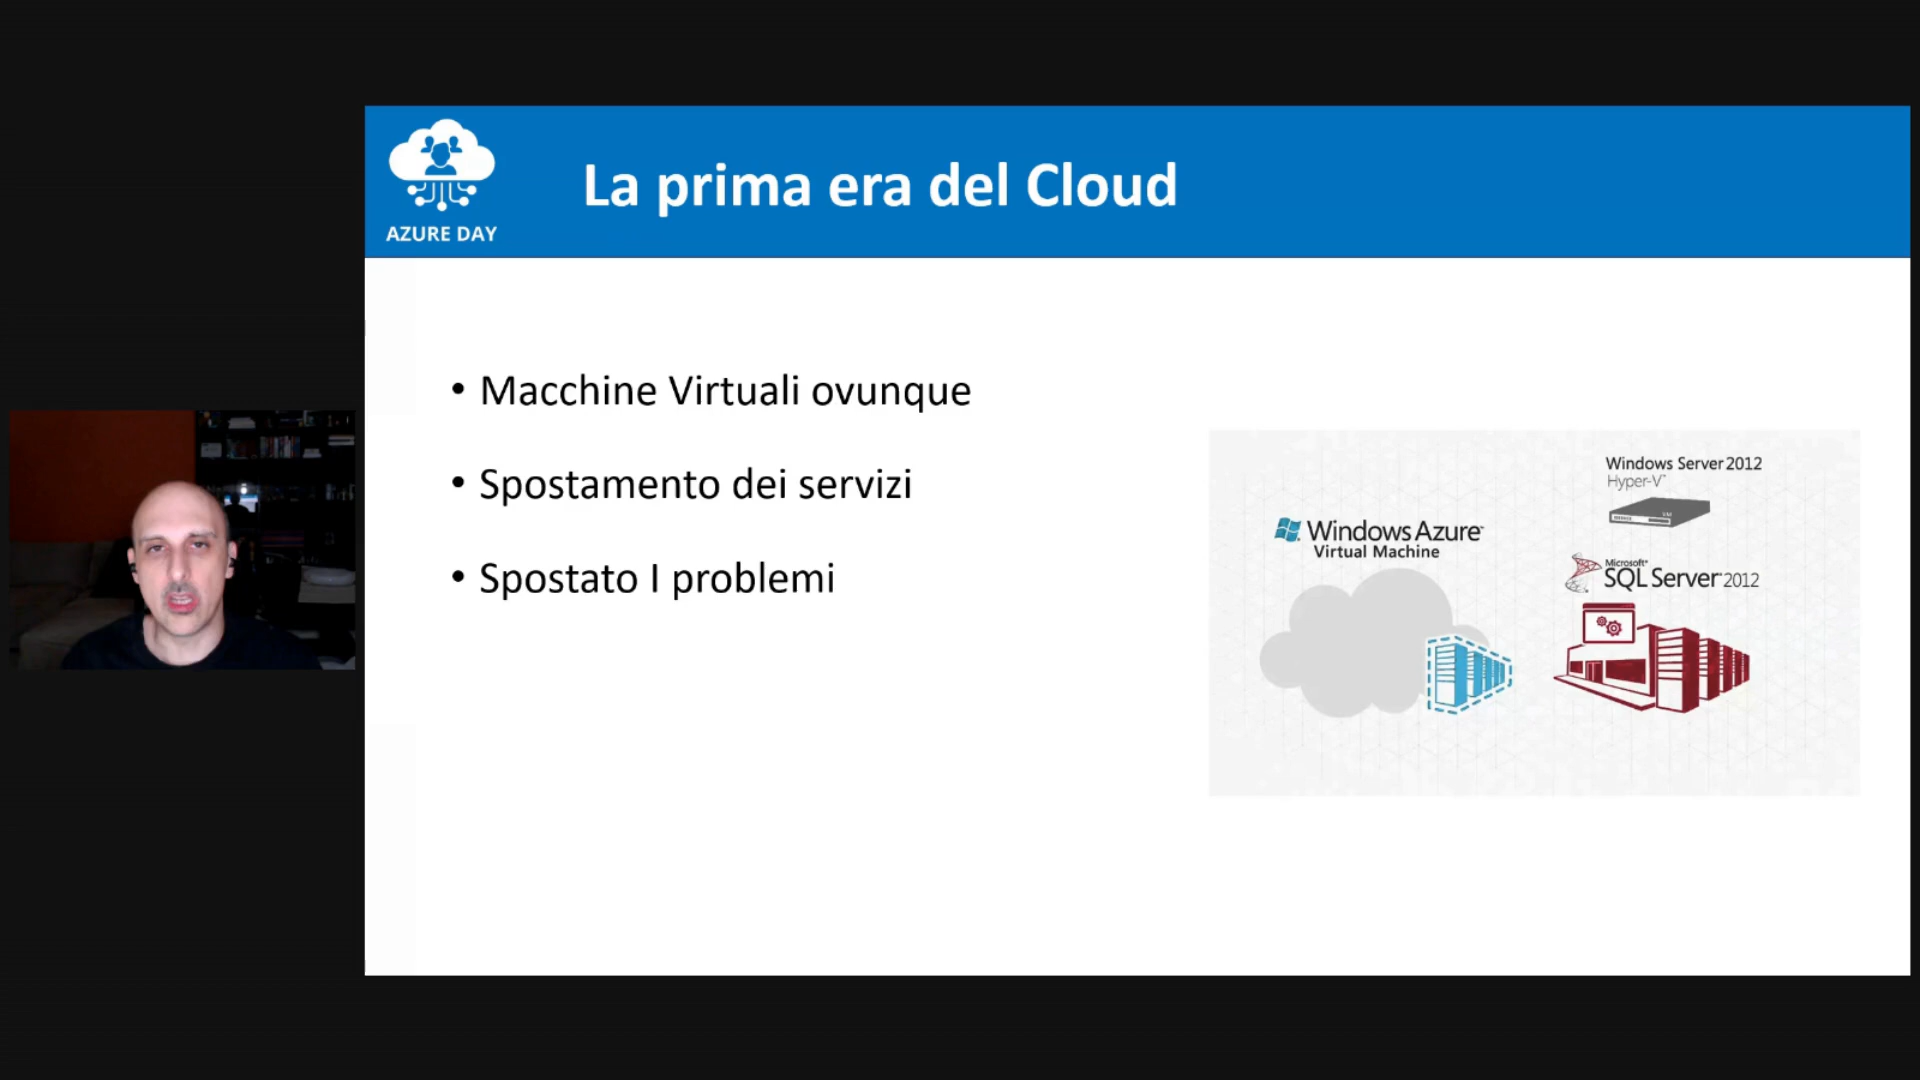 AZURE DAY
La prima era del Cloud
• Macchine Virtuali ovunque
• Spostamento dei servizi
• Spostato I problemi
Windows Azure
Virtual Machine
Windows Server 2012
Hyper-V
VM
Microsoft
SQL Server 2012